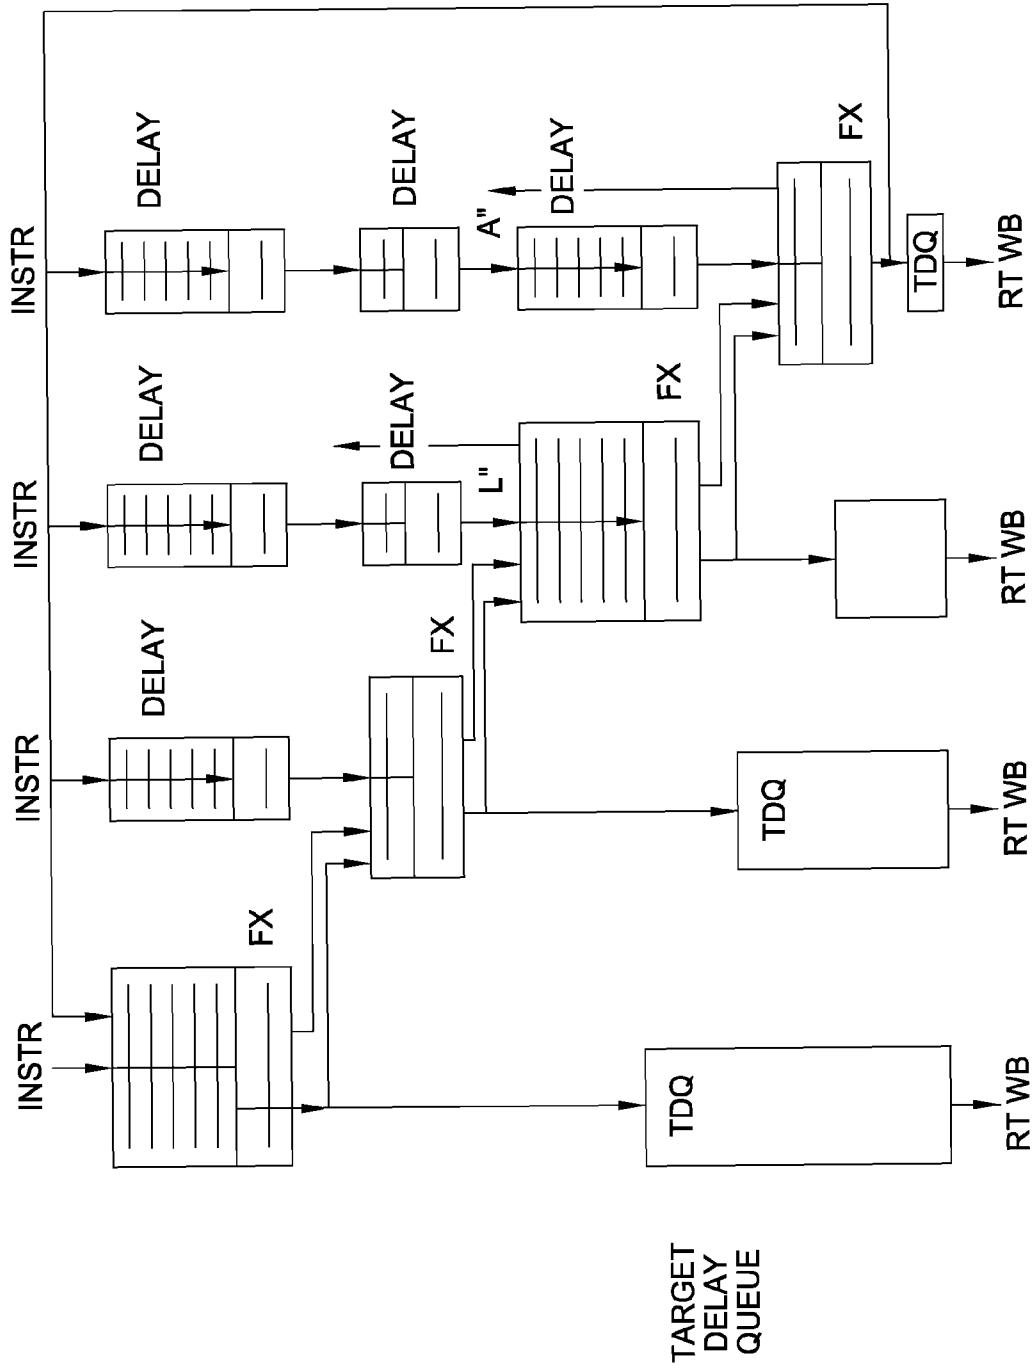 INSTR
INSTR
INSTR
INSTR
DELAY
DELAY
DELAY
FX
DELAY
DELAY
FX
L"
A"
DELAY
FX
TARGET
DELAY
QUEUE
TDQ
TDQ
FX
TDQ
RT WB
RT WB
RT WB
RT WB